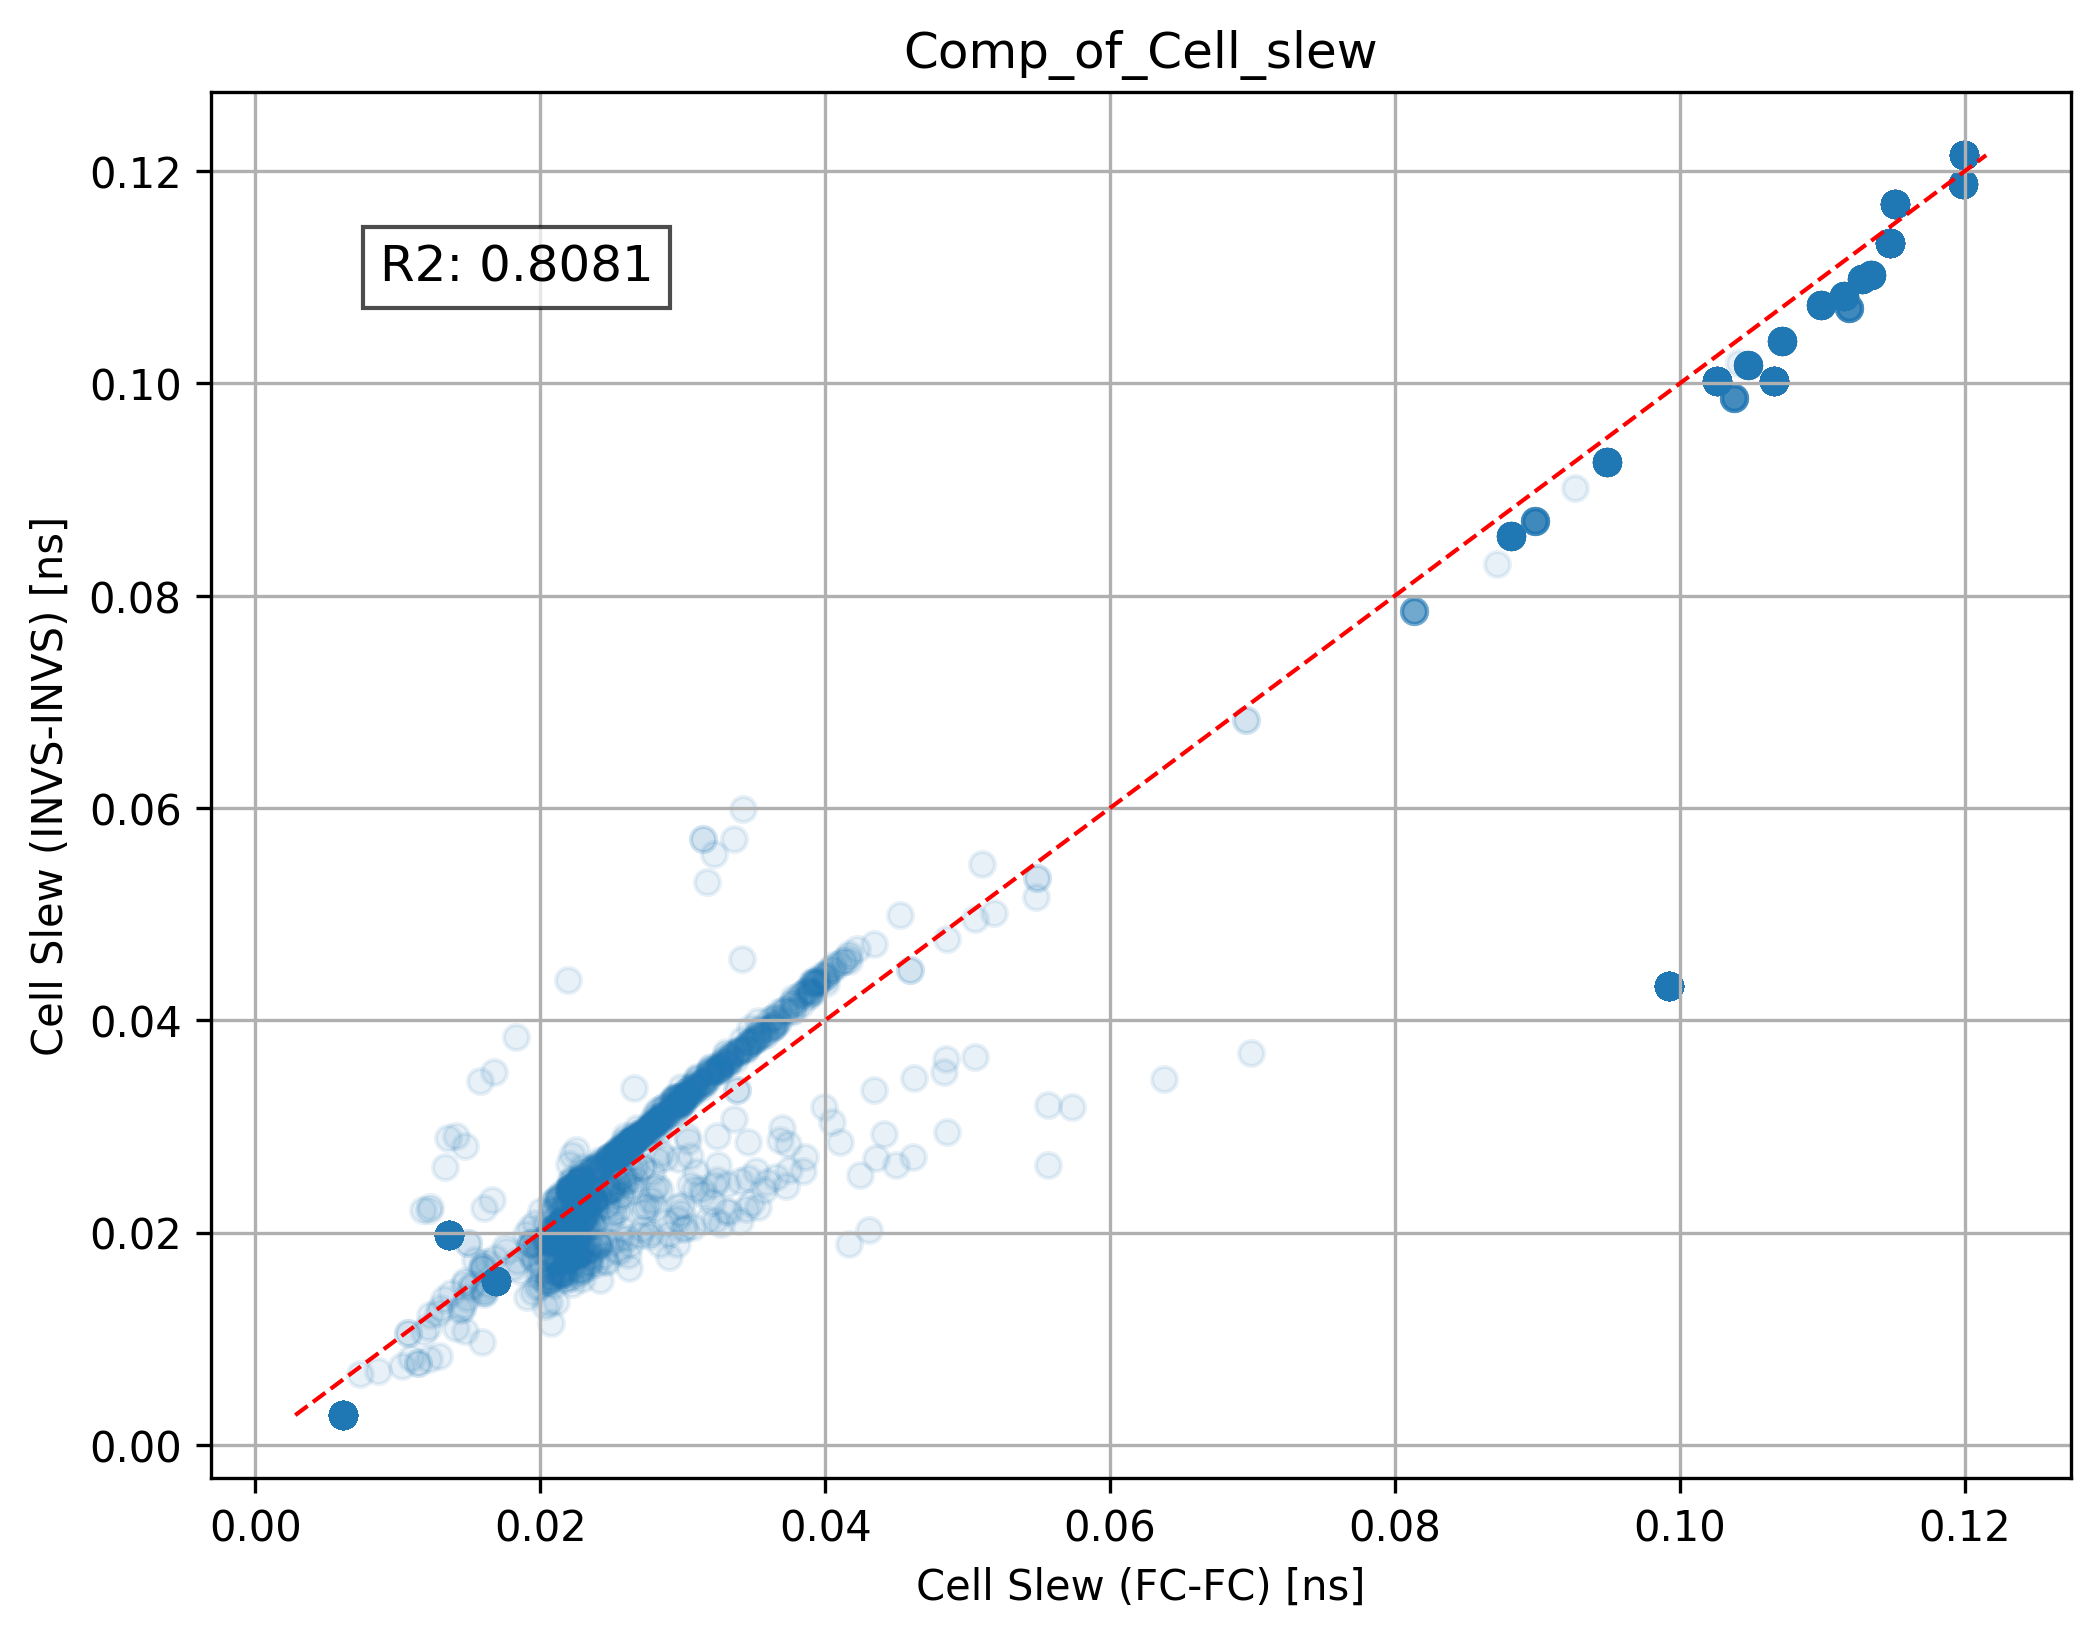 Comp_of_Cell_slew
R2: 0.8081
Cell Slew (INVS-INVS) [ns]
0.12
0.10
0.08
0.06
0.04
0.02
0.00
0.00 0.02 0.04 0.06 0.08 0.10 0.12
Cell Slew (FC-FC) [ns]